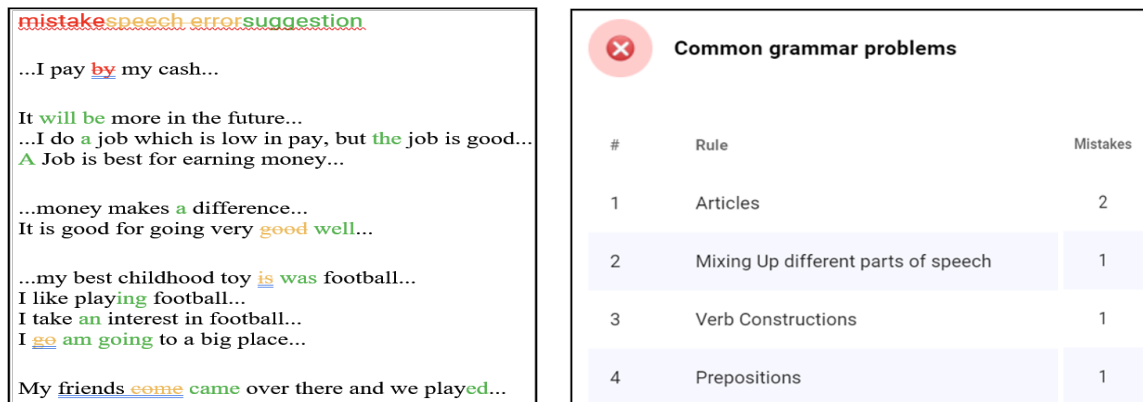 mistakespeech errorsuggestion
...I pay by my cash...
It will be more in the future...
...I do a job which is low in pay, but the job is good...
A Job is best for earning money...
...money makes a difference...
It is good for going very good well...
...my best childhood toy is was football...
I like playing football...
I take an interest in football...
I go am going to a big place...
My friends come came over there and we played...
Common grammar problems
# Rule Mistakes
1 Articles 2
2 Mixing Up different parts of speech 1
3 Verb Constructions 1
4 Prepositions 1